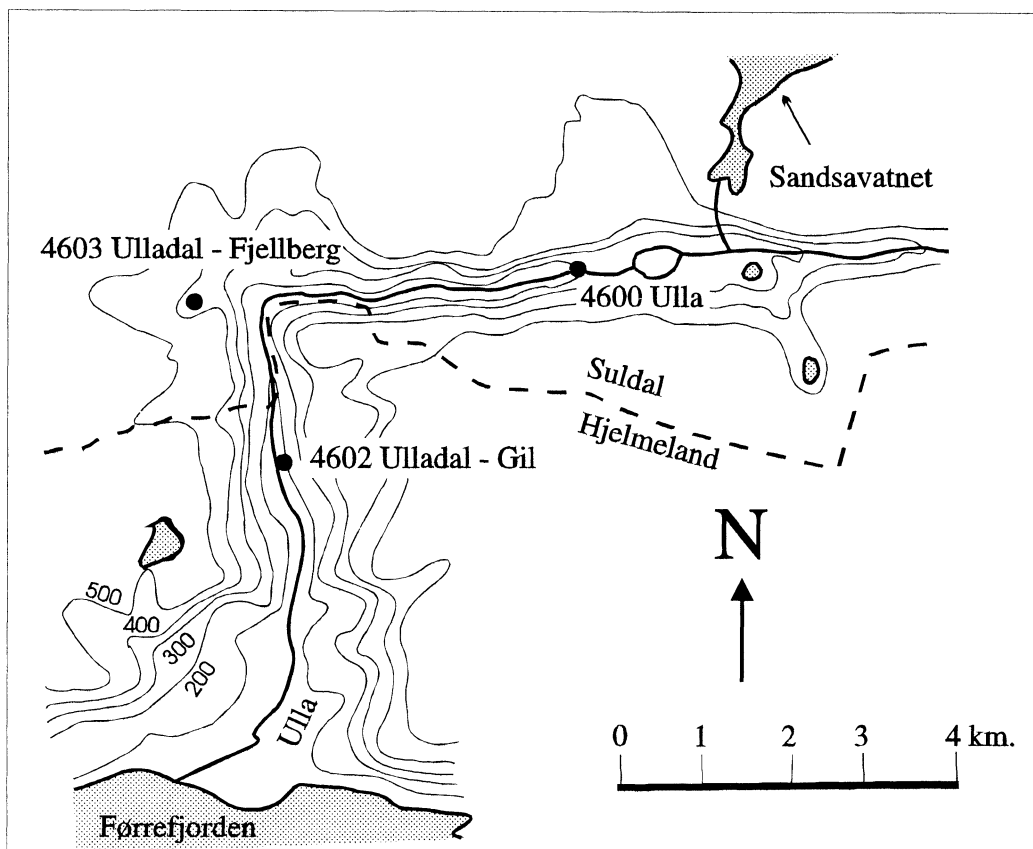 Sandsavatnet
4603 Ulladal - Fjellberg
4600 Ulla
Suldal
Hjelmeland
4602 Ulladal - Gil
N
500
400
300
200
Ulla
0 1 2 3 4 km.
Førrefjorden